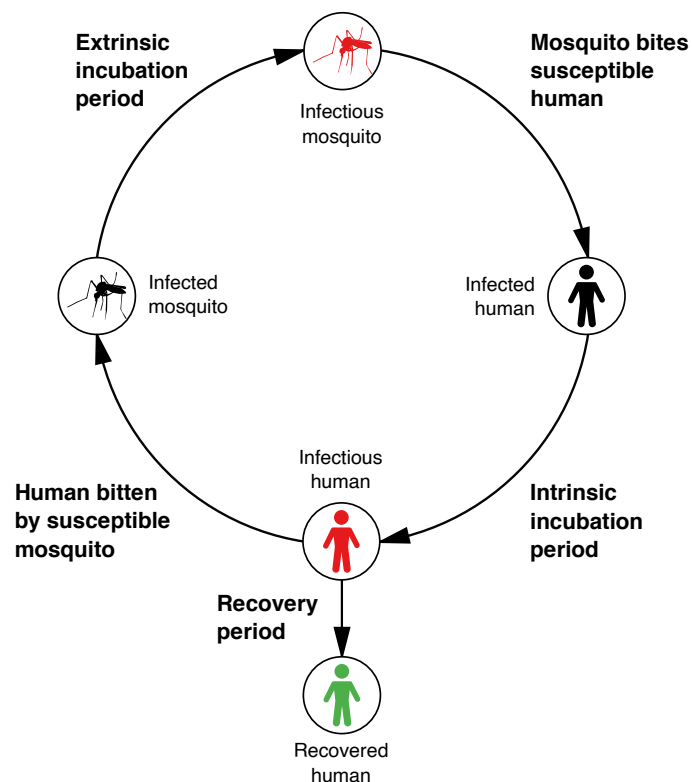 Extrinsic
incubation
period
Mosquito bites
susceptible
human
Infectious
mosquito
Infected
mosquito
Infected
human
Infectious
human
Human bitten
by susceptible
mosquito
Intrinsic
incubation
period
Recovery
period
Recovered
human